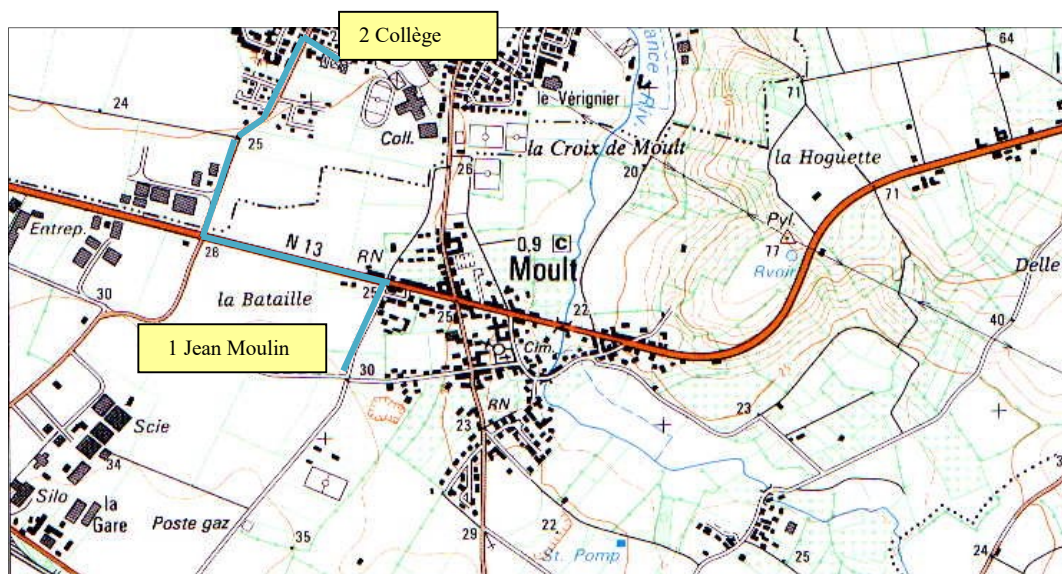 2 Collège
64
24
le Vérignier
71
ance Riv.
25
Coll.
la Croix de Moult
la Hoguette
26
20
71
Entrep.
28
N 13
RN
0.9 C
Pyl.
77
Moult
Rvoir
Delle
30
la Bataille
25
25
22
40
1 Jean Moulin
Cim.
30
RN
23
23
Scie
34
Silo
la
Gare
Poste gaz
35
29
22
St. Pomp
25
24
3